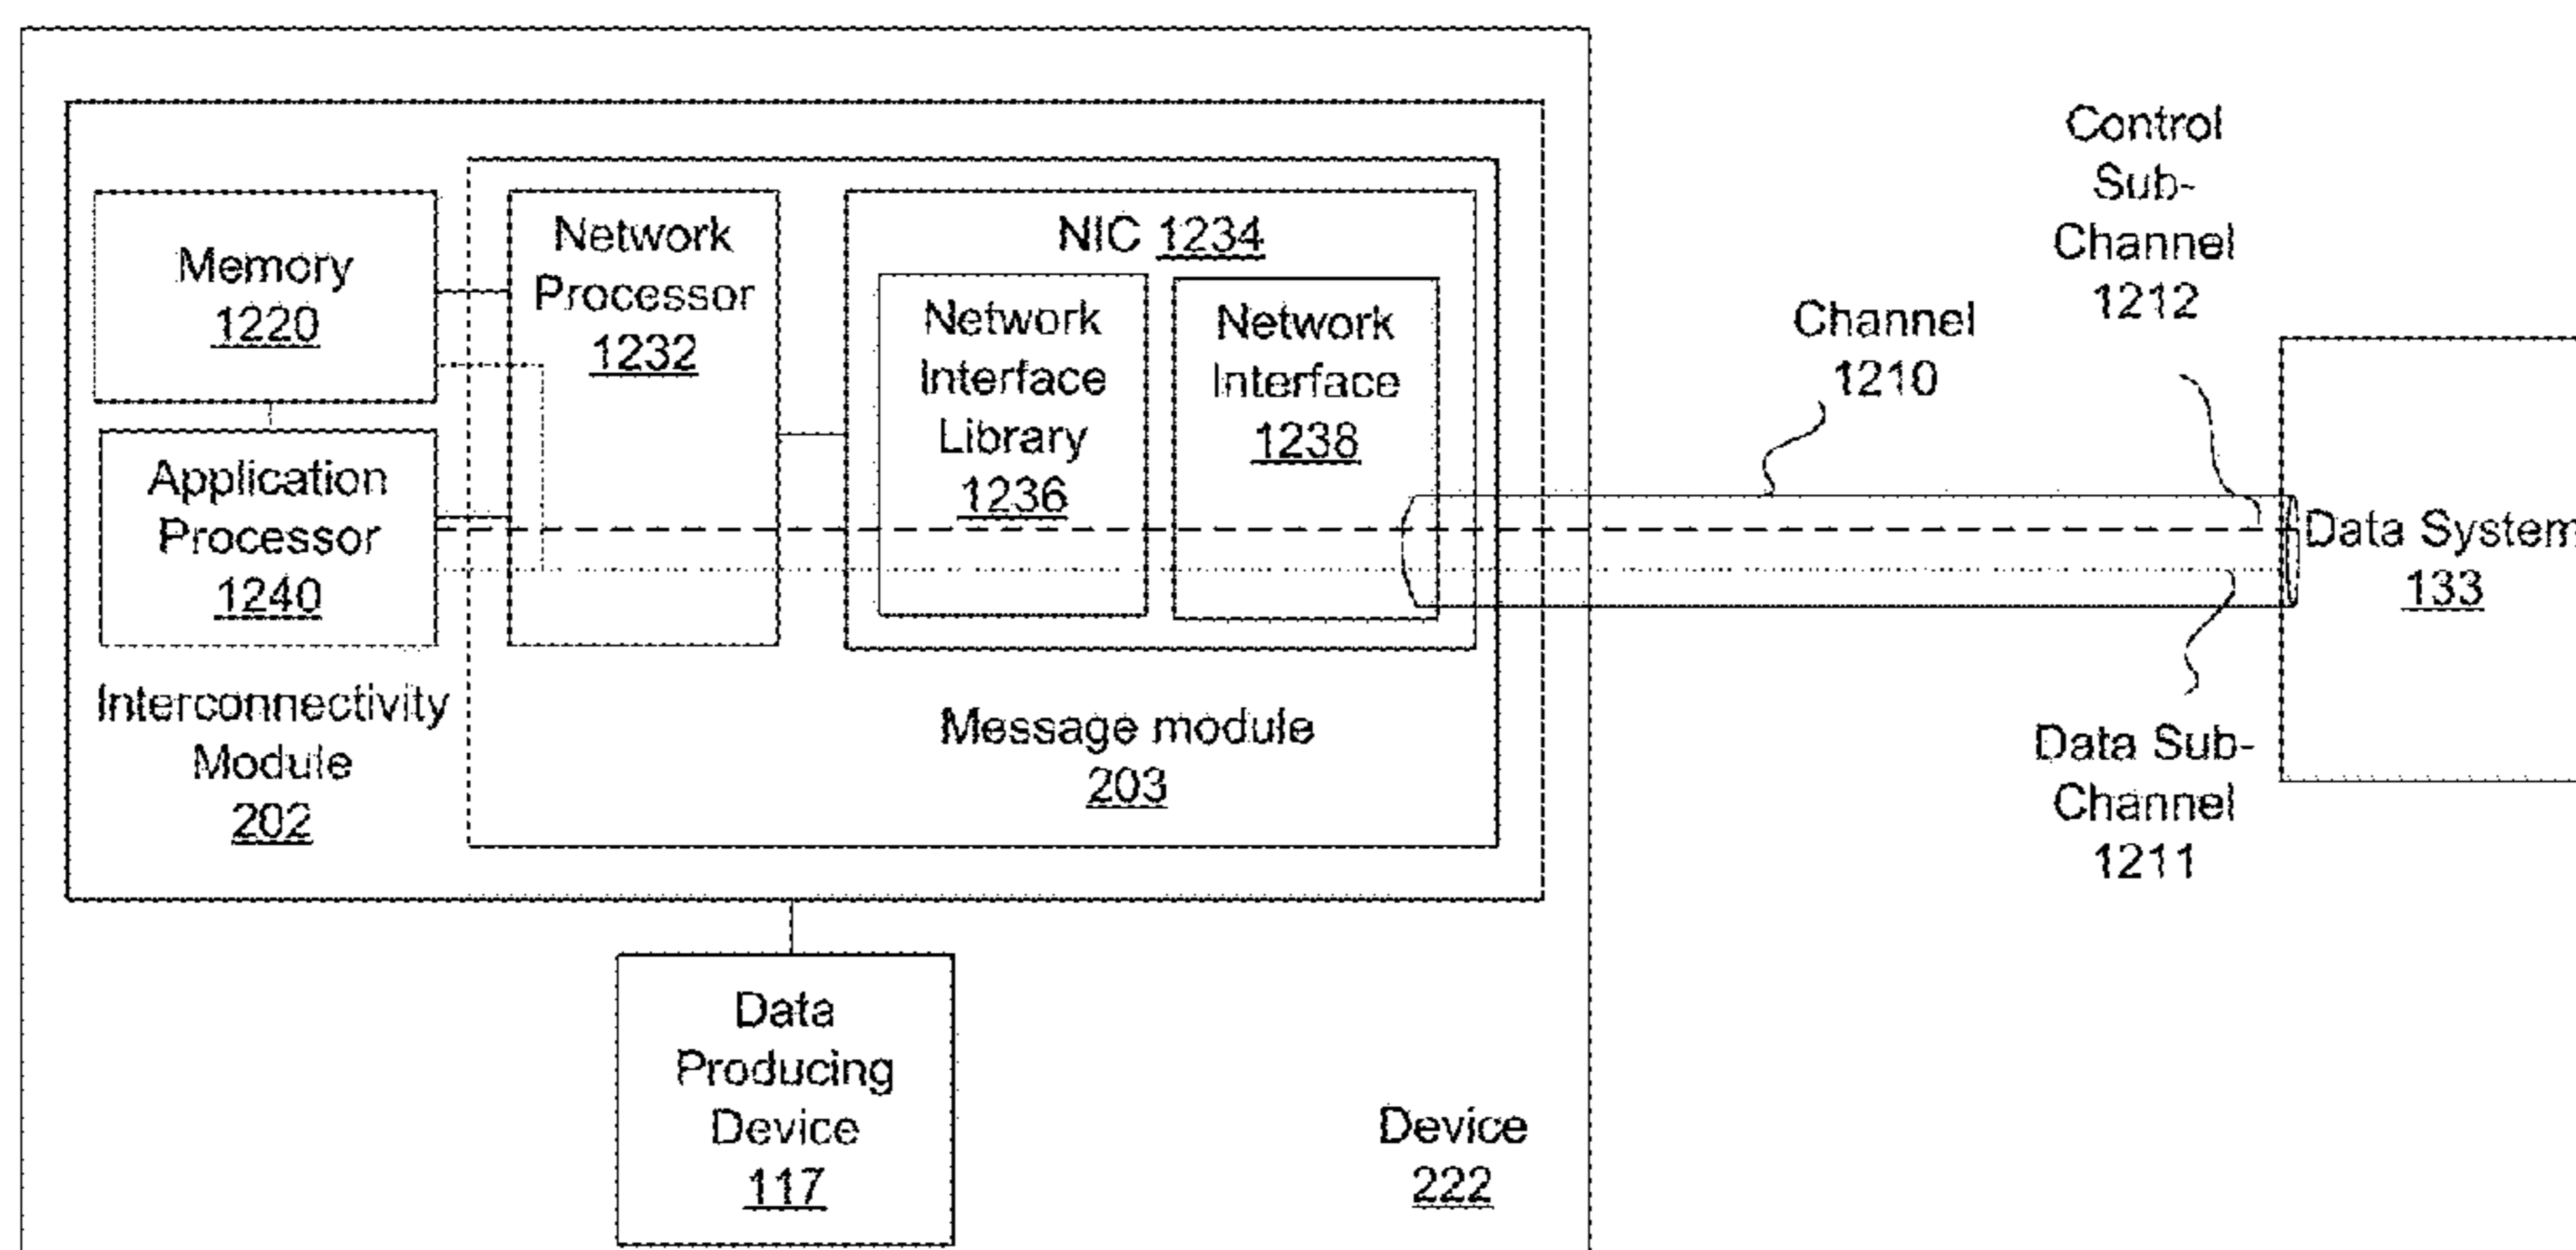 Memory
1220
Application
Processor
1240
Interconnectivity
Module
202
Network
Processor
1232
NIC 1234
Network
Interface
Library
1236
Network
Interface
1238
Message module
203
Data
Producing
Device
117
Device
222
Channel
1210
Control
Sub-
Channel
1212
Data Sub-
Channel
1211
Data System
133